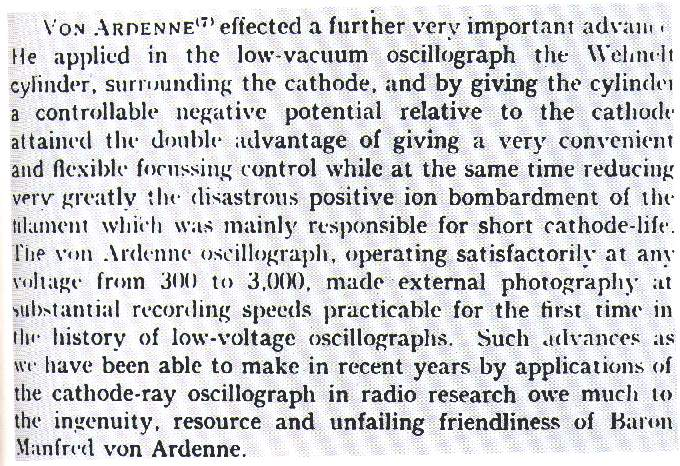 VON ARDENNE(7) effected a further very important advanc
He applied in the low-vacuum oscillograph the Wehnelt
cylinder, surrounding the cathode, and by giving the cylinder
a controllable negative potential relative to the cathode
attained the double advantage of giving a very convenient
and flexible focussing control while at the same time reducing
very greatly the disastrous positive ion bombardment of the
filament which was mainly responsible for short cathode-life.
The von Ardenne oscillograph, operating satisfactorily at any
voltage from 300 to 3,000, made external photography at
substantial recording speeds practicable for the first time in
the history of low-voltage oscillographs. Such advances as
we have been able to make in recent years by applications of
the cathode-ray oscillograph in radio research owe much to
the ingenuity, resource and unfailing friendliness of Baron
Manfred von Ardenne.